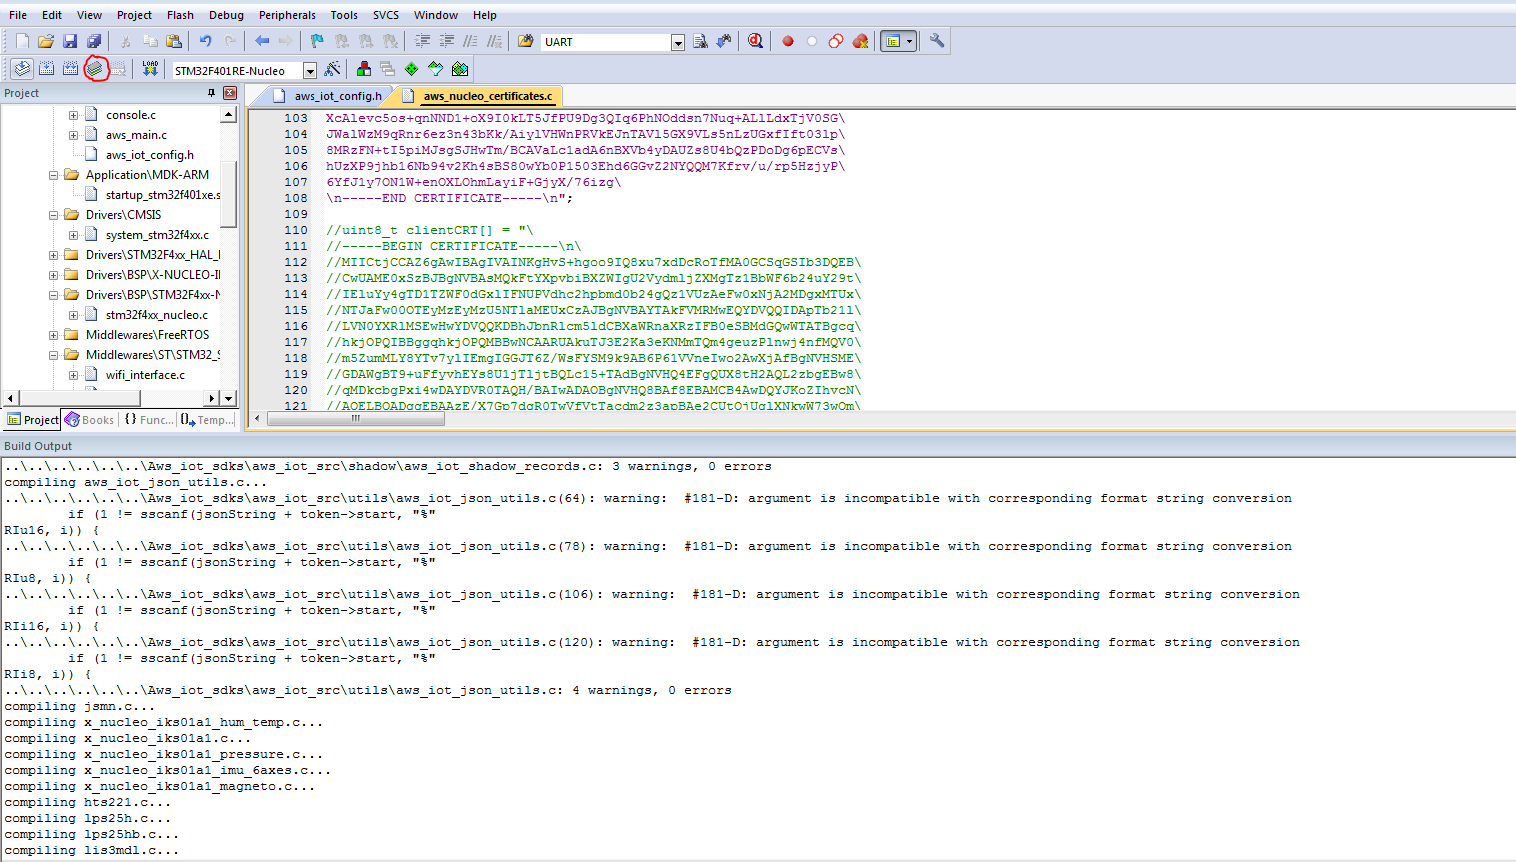 File Edit View Project Flash Debug Peripherals Tools SVCS Window Help
UART
LOAD STM32F401RE-Nucleo
Project
console.c
aws_main.c
aws_iot_config.h
Application\MDK-ARM
startup_stm32f401xe.s
Drivers\CMSIS
system_stm32f4xx.c
Drivers\STM32F4xx_HAL_
Drivers\BSP\X-NUCLEO-I
Drivers\BSP\STM32F4xx-N
stm32f4xx_nucleo.c
Middlewares\FreeRTOS
Middlewares\ST\STM32_S
wifi_interface.c
Project Books {} Func... Temp...
aws_iot_config.h aws_nucleo_certificates.c
103 XcAlevc5os+qnNND1+oX9I0kLT5JfPU9Dg3QIq6PhNOddsn7Nuq+ALlLdxTjV0SG\
104 JWalWzM9qRnr6ez3n43bKk/AiylVHWnPRVkEJnTAVl5GX9VLs5nLzUGxfIft03lp\
105 8MRzFN+tI5piMJsgSJHwTm/BCAVaLc1adA6nBXVb4yDAUZs8U4bQzPDoDg6pECVs\
106 hUzXP9jhb16Nb94v2Kh4sBS80wYb0P1503Ehd6GGvZ2NYQQM7Kfrv/u/rp5HzjyP\
107 6YfJ1y7ON1W+enOXLOhmLayiF+GjyX/76izg\
108 \n-----END CERTIFICATE-----\n";
109
110 //uint8_t clientCRT[] = "\
111 //-----BEGIN CERTIFICATE-----\n\
112 //MIICtjCCAZ6gAwIBAgIVAINKgHvS+hgoo9IQ8xu7xdDcRoTfMA0GCSqGSIb3DQEB\
113 //CwUAME0xSzBJBgNVBAsMQkFtYXpvbiBXZWIgU2VydmljZXMgTz1BbWF6b24uY29t\
114 //IEluYy4gTD1TZWF0dGxlIFNUPVdhc2hpbmd0b24gQz1VUzAeFw0xNjA2MDgxMTUx\
115 //NTJaFw00OTEyMzEyMzU5NTlaMEUxCzAJBgNVBAYTAkFVMRMwEQYDVQQIDApTb21l\
116 //LVN0YXRlMSEwHwYDVQQKDBhJbnRlcm5ldCBXaWRnaXRzIFB0eSBMdGQwWTATBgcq\
117 //hkjOPQIBBggqhkjOPQMBBwNCAARUAkuTJ3E2Ka3eKNMmTQm4geuzPlnwj4nfMQV0\
118 //m5ZumMLY8YTv7ylIEmgIGGJT6Z/WsFYSM9k9AB6P61VVneIwo2AwXjAfBgNVHSME\
119 //GDAWgBT9+uFfyvhEYs8U1jTljtBQLc15+TAdBgNVHQ4EFgQUX8tH2AQL2zbgEBw8\
120 //qMDkcbgPxi4wDAYDVR0TAQH/BAIwADAOBgNVHQ8BAf8EBAMCB4AwDQYJKoZIhvcN\
121 //AQELBQADggEBAAzE/X7Gp7dqR0TwVfVtTacdm2z3apBAe2CUtOjUglXNkwW73wOm\
Build Output
..\..\..\..\..\..\Aws_iot_sdks\aws_iot_src\shadow\aws_iot_shadow_records.c: 3 warnings, 0 errors
compiling aws_iot_json_utils.c...
..\..\..\..\..\..\Aws_iot_sdks\aws_iot_src\utils\aws_iot_json_utils.c(64): warning: #181-D: argument is incompatible with corresponding format string conversion
if (1 != sscanf(jsonString + token->start, "%"
RIu16, i)) {
..\..\..\..\..\..\Aws_iot_sdks\aws_iot_src\utils\aws_iot_json_utils.c(78): warning: #181-D: argument is incompatible with corresponding format string conversion
if (1 != sscanf(jsonString + token->start, "%"
RIu8, i)) {
..\..\..\..\..\..\Aws_iot_sdks\aws_iot_src\utils\aws_iot_json_utils.c(106): warning: #181-D: argument is incompatible with corresponding format string conversion
if (1 != sscanf(jsonString + token->start, "%"
RIi16, i)) {
..\..\..\..\..\..\Aws_iot_sdks\aws_iot_src\utils\aws_iot_json_utils.c(120): warning: #181-D: argument is incompatible with corresponding format string conversion
if (1 != sscanf(jsonString + token->start, "%"
RIi8, i)) {
..\..\..\..\..\..\Aws_iot_sdks\aws_iot_src\utils\aws_iot_json_utils.c: 4 warnings, 0 errors
compiling jsmn.c...
compiling x_nucleo_iks01a1_hum_temp.c...
compiling x_nucleo_iks01a1.c...
compiling x_nucleo_iks01a1_pressure.c...
compiling x_nucleo_iks01a1_imu_6axes.c...
compiling x_nucleo_iks01a1_magneto.c...
compiling hts221.c...
compiling lps25h.c...
compiling lps25hb.c...
compiling lis3mdl.c...